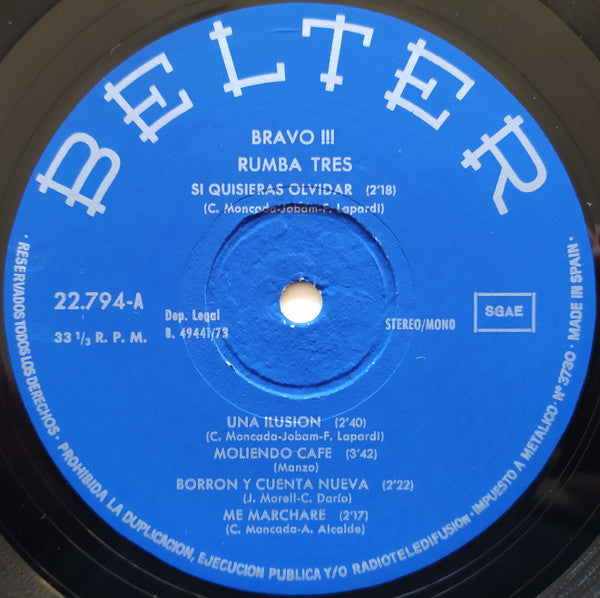 BELTER
BRAVO III
RUMBA TRES
SI QUISIERAS OLVIDAR (2'18)
(C. Moncada-Jobam-F. Lapardi)
22.794-A
33 1/3 R. P. M.
Dep. Legal
B. 49441/73
STEREO/MONO
SGAE
UNA ILUSION (2'40)
(C. Moncada-Jobam-F. Lapardi)
MOLIENDO CAFE (3'42)
(Manzo)
BORRON Y CUENTA NUEVA (2'22)
(J. Morell-C. Darío)
ME MARCHARE (2'17)
(C. Moncada-A. Alcalde)
· RESERVADOS TODOS LOS DERECHOS · PROHIBIDA LA DUPLICACION, EJECUCION PUBLICA Y/O RADIOTELEDIFUSIOn · IMPUESTO A METALICO · Nº 3730 · MADE IN SPAIN ·